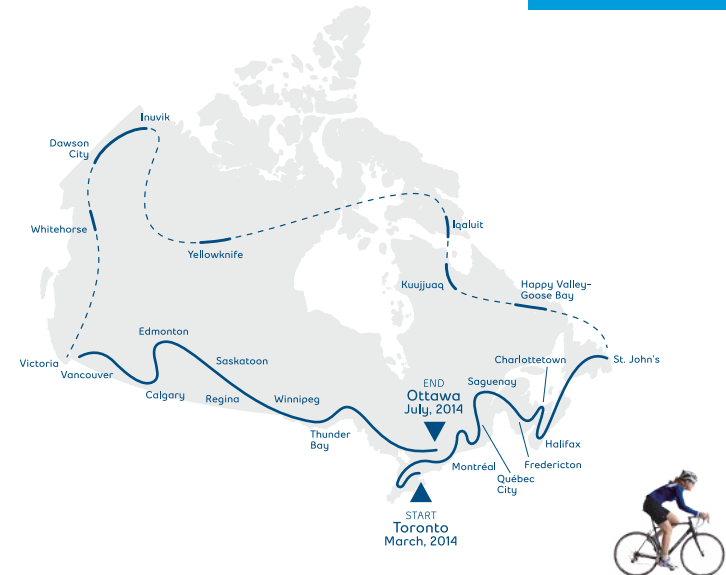 Inuvik
Dawson
City
Whitehorse
Yellowknife
Iqaluit
Kuujjuaq
Happy Valley–
Goose Bay
Edmonton
Saskatoon
Victoria
Vancouver
Calgary
Regina
Winnipeg
Thunder
Bay
END
Ottawa
July, 2014
Saguenay
Charlottetown
St. John's
Halifax
Fredericton
Montréal
Québec
City
START
Toronto
March, 2014